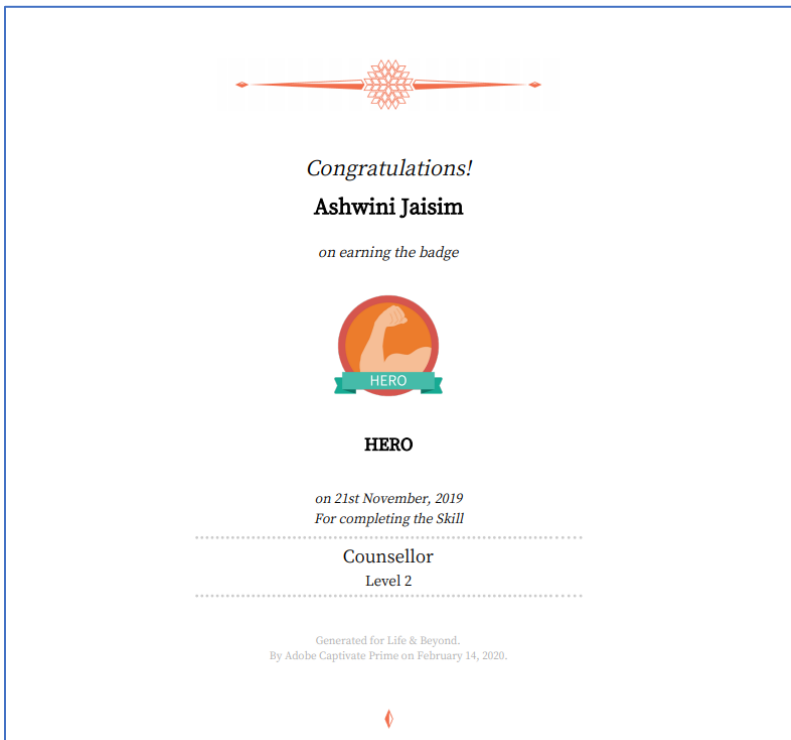 Congratulations!
Ashwini Jaisim
on earning the badge
HERO
HERO
on 21st November, 2019
For completing the Skill
Counsellor
Level 2
Generated for Life & Beyond.
By Adobe Captivate Prime on February 14, 2020.